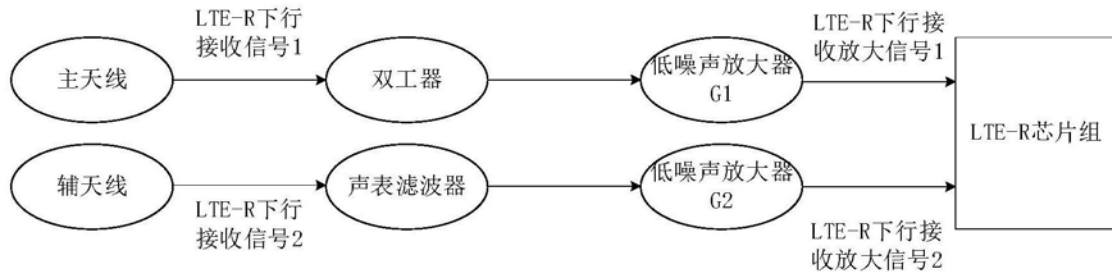 LTE-R下行
接收信号1
LTE-R下行接
收放大信号1
主天线
双工器
低噪声放大器
G1
LTE-R芯片组
辅天线
声表滤波器
低噪声放大器
G2
LTE-R下行
接收信号2
LTE-R下行接
收放大信号2